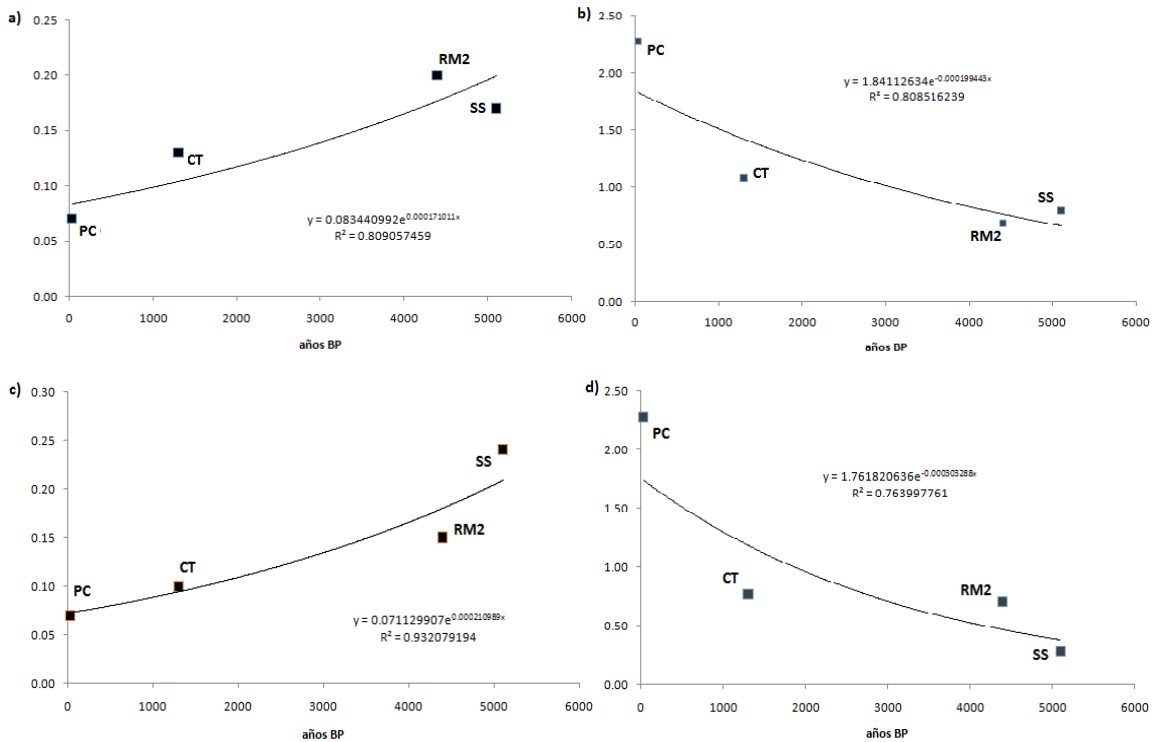 a)
0.25
0.20
0.15
0.10
0.05
0.00
RM2
SS
CT
PC
y = 0.083440992e^0.000171011x
R² = 0.809057459
0 1000 2000 3000 4000 5000 6000
años BP
b)
2.50
2.00
1.50
1.00
0.50
0.00
PC
y = 1.84112634e^-0.000199443x
R² = 0.808516239
CT
SS
RM2
0 1000 2000 3000 4000 5000 6000
años BP
c)
0.30
0.25
0.20
0.15
0.10
0.05
0.00
SS
RM2
CT
PC
y = 0.071129907e^0.000210989x
R² = 0.932079194
0 1000 2000 3000 4000 5000 6000
años BP
d)
2.50
2.00
1.50
1.00
0.50
0.00
PC
y = 1.761820636e^-0.000303288x
R² = 0.763997761
CT
RM2
SS
0 1000 2000 3000 4000 5000 6000
años BP